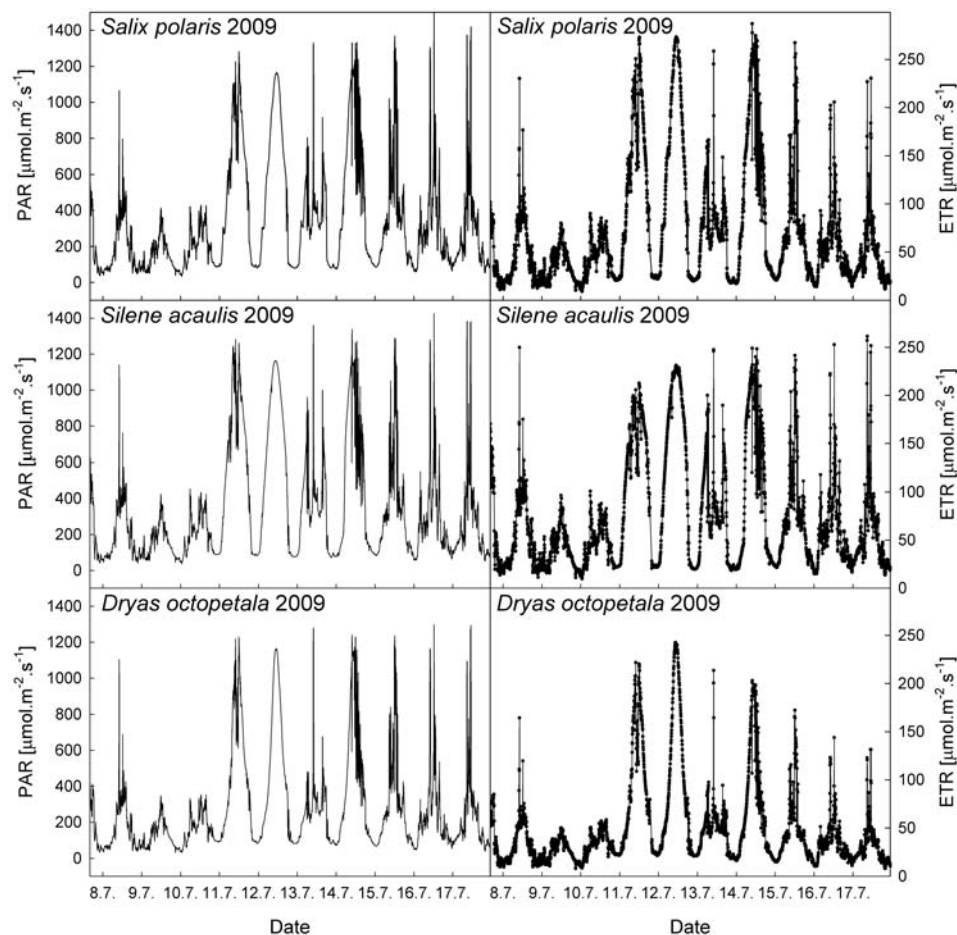 Salix polaris 2009
Salix polaris 2009
1400
1200
1000
800
600
400
200
0
PAR [µmol.m-2.s-1]
250
200
150
100
50
0
ETR [µmol.m-2.s-1]
Silene acaulis 2009
Silene acaulis 2009
1400
1200
1000
800
600
400
200
0
PAR [µmol.m-2.s-1]
250
200
150
100
50
0
ETR [µmol.m-2.s-1]
Dryas octopetala 2009
Dryas octopetala 2009
1400
1200
1000
800
600
400
200
0
PAR [µmol.m-2.s-1]
250
200
150
100
50
0
ETR [µmol.m-2.s-1]
8.7. 9.7. 10.7. 11.7. 12.7. 13.7. 14.7. 15.7. 16.7. 17.7.
8.7. 9.7. 10.7. 11.7. 12.7. 13.7. 14.7. 15.7. 16.7. 17.7.
Date
Date